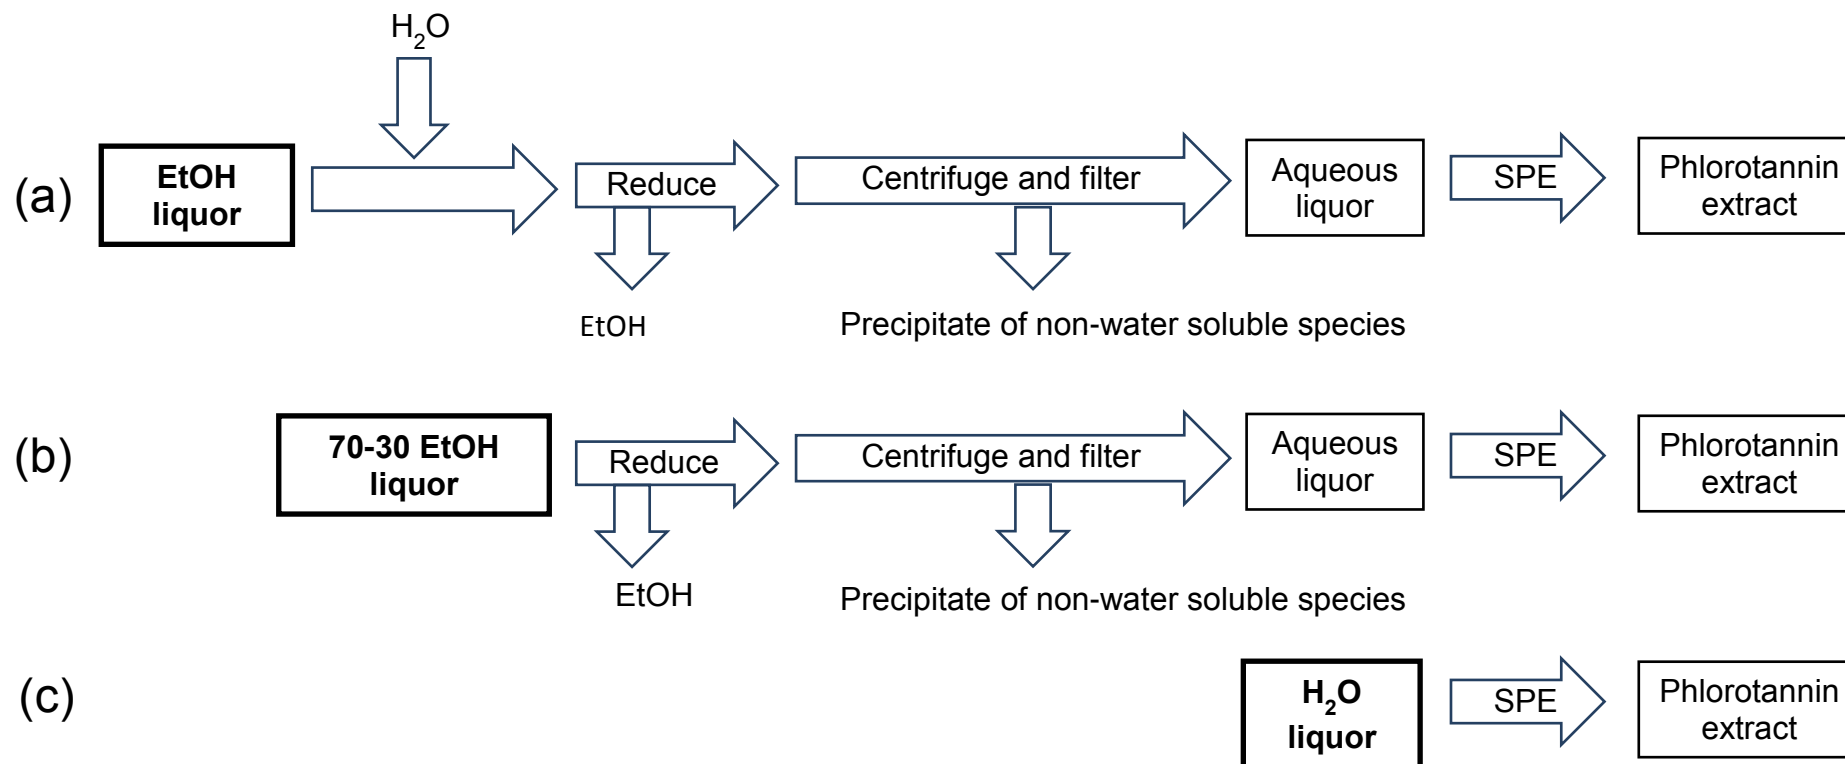 H₂O
(a)
EtOH
liquor
Reduce
Centrifuge and filter
Aqueous
liquor
SPE
Phlorotannin
extract
EtOH
Precipitate of non-water soluble species
(b)
70-30 EtOH
liquor
Reduce
Centrifuge and filter
Aqueous
liquor
SPE
Phlorotannin
extract
EtOH
Precipitate of non-water soluble species
(c)
H₂O
liquor
SPE
Phlorotannin
extract